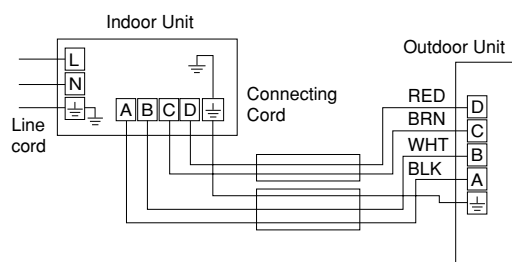 Indoor Unit
Outdoor Unit
L
N
Line
cord
A B C D
Connecting
Cord
RED
BRN
WHT
BLK
D
C
B
A